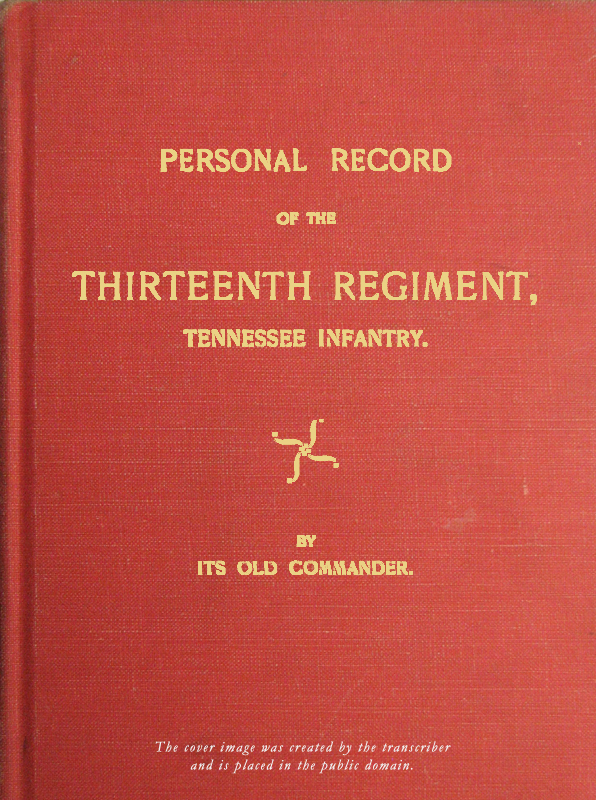 PERSONAL RECORD
OF THE
THIRTEENTH REGIMENT,
TENNESSEE INFANTRY.
BY
ITS OLD COMMANDER.
The cover image was created by the transcriber
and is placed in the public domain.